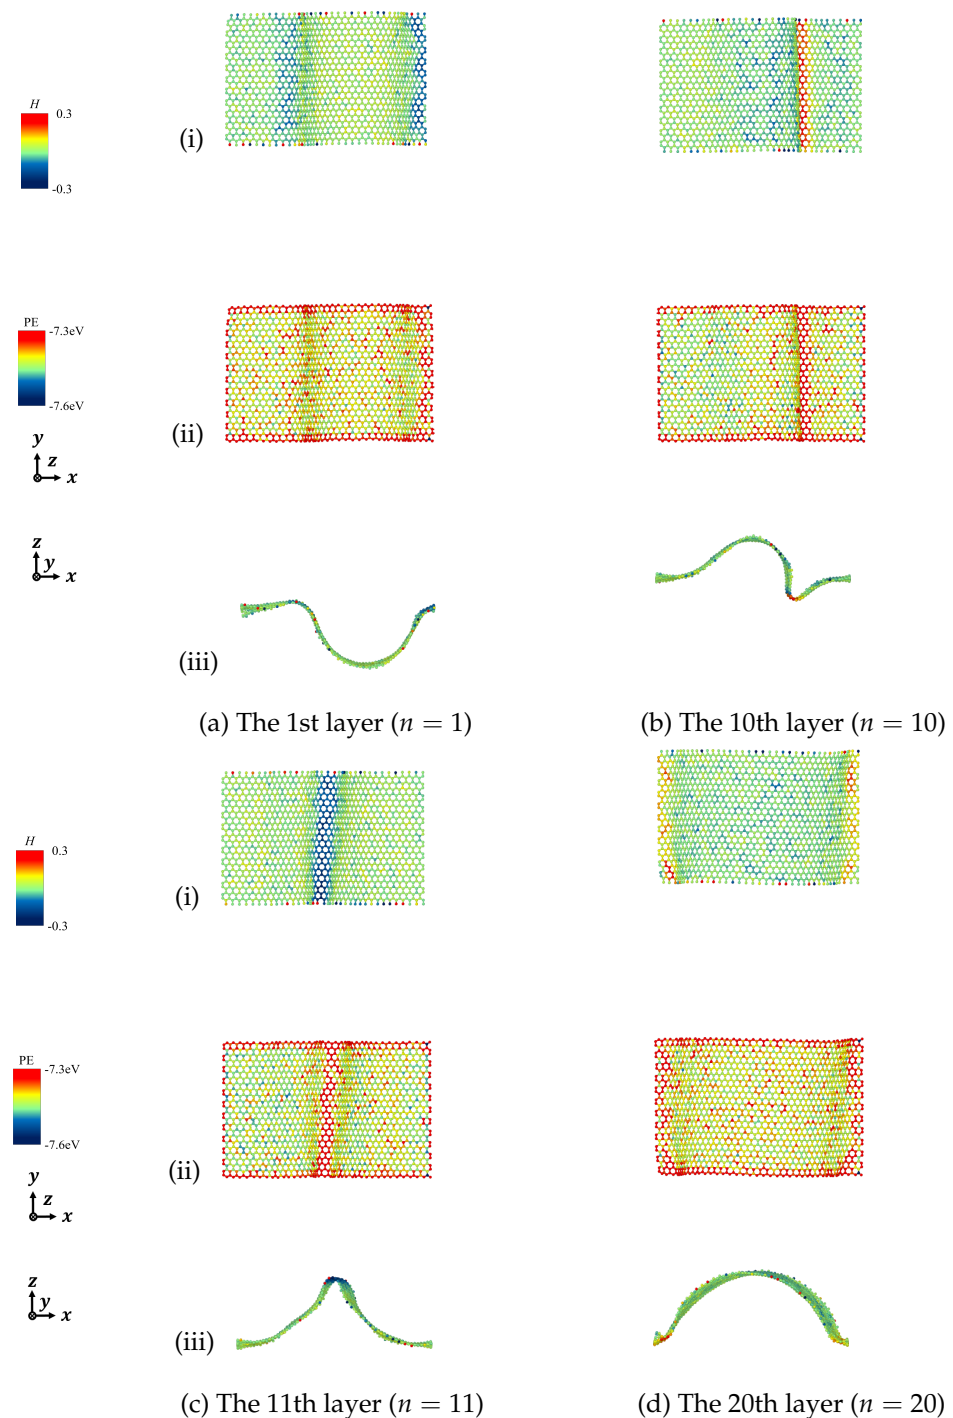 H
0.3
-0.3
(i)
PE
-7.3eV
-7.6eV
(ii)
y
z
x
z
y
x
(iii)
(a) The 1st layer (n = 1)
(b) The 10th layer (n = 10)
H
0.3
-0.3
(i)
PE
-7.3eV
-7.6eV
(ii)
y
z
x
z
y
x
(iii)
(c) The 11th layer (n = 11)
(d) The 20th layer (n = 20)